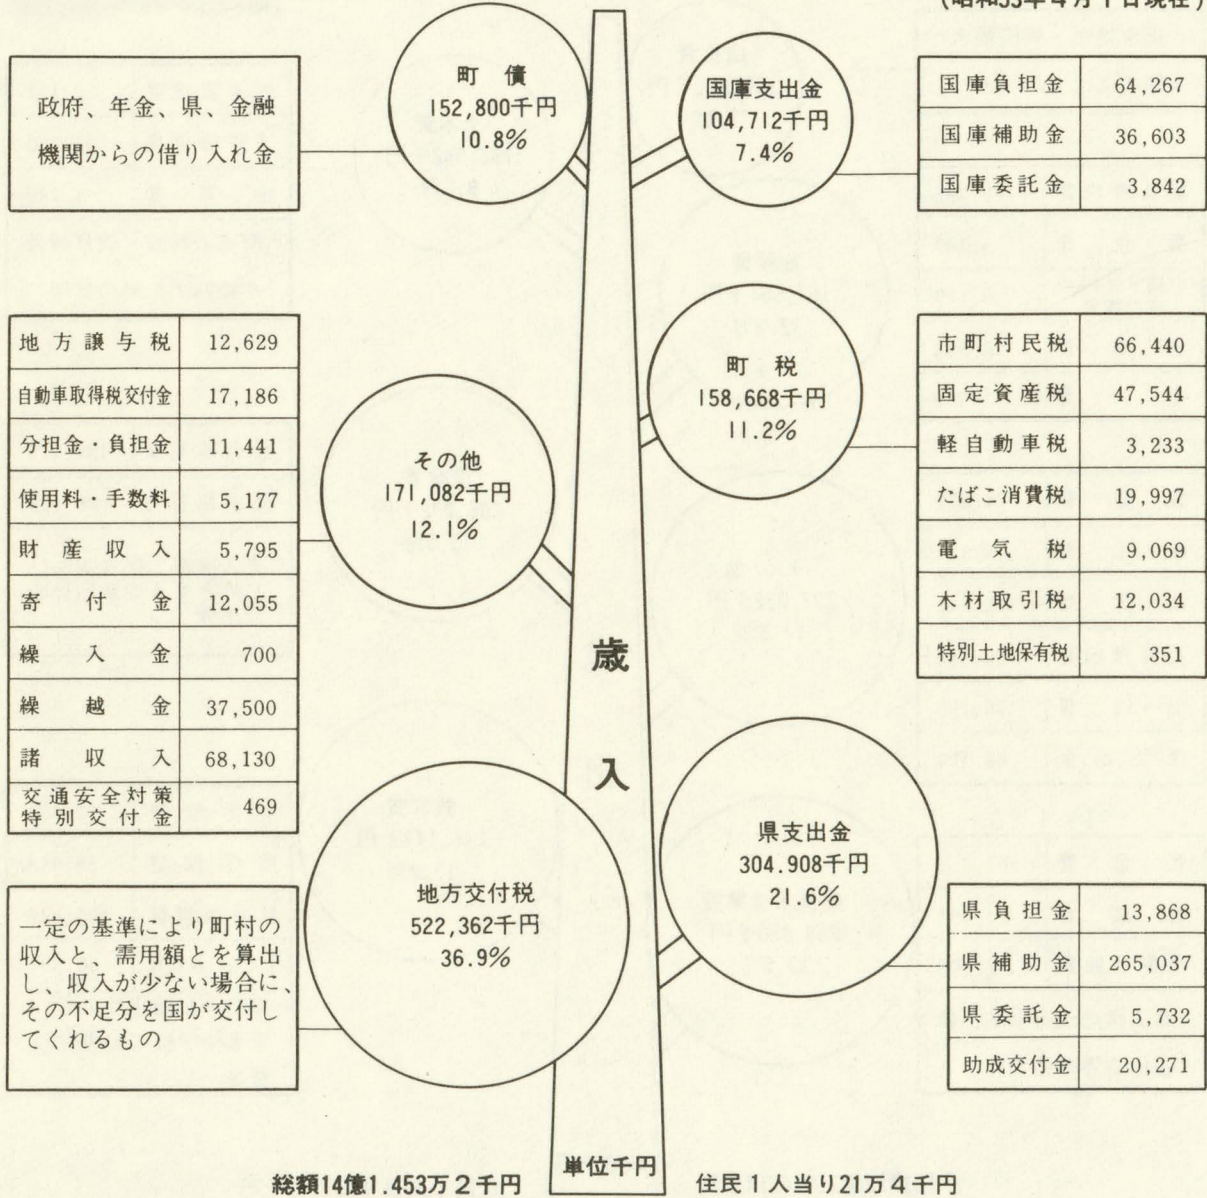 (昭和53年4月1日現在)
町債
152,800千円
10.8%
政府、年金、県、金融
機関からの借り入れ金
国庫支出金
104,712千円
7.4%
国庫負担金 64,267
国庫補助金 36,603
国庫委託金 3,842
地方譲与税 12,629
自動車取得税交付金 17,186
分担金・負担金 11,441
使用料・手数料 5,177
財産収入 5,795
寄付金 12,055
繰入金 700
繰越金 37,500
諸収入 68,130
交通安全対策
特別交付金 469
その他
171,082千円
12.1%
町税
158,668千円
11.2%
市町村民税 66,440
固定資産税 47,544
軽自動車税 3,233
たばこ消費税 19,997
電気税 9,069
木材取引税 12,034
特別土地保有税 351
歳
入
地方交付税
522,362千円
36.9%
一定の基準により町村の
収入と、需用額とを算出
し、収入が少ない場合に、
その不足分を国が交付し
てくれるもの
県支出金
304.908千円
21.6%
県負担金 13,868
県補助金 265,037
県委託金 5,732
助成交付金 20,271
単位千円
総額14億1.453万2千円
住民1人当り21万4千円